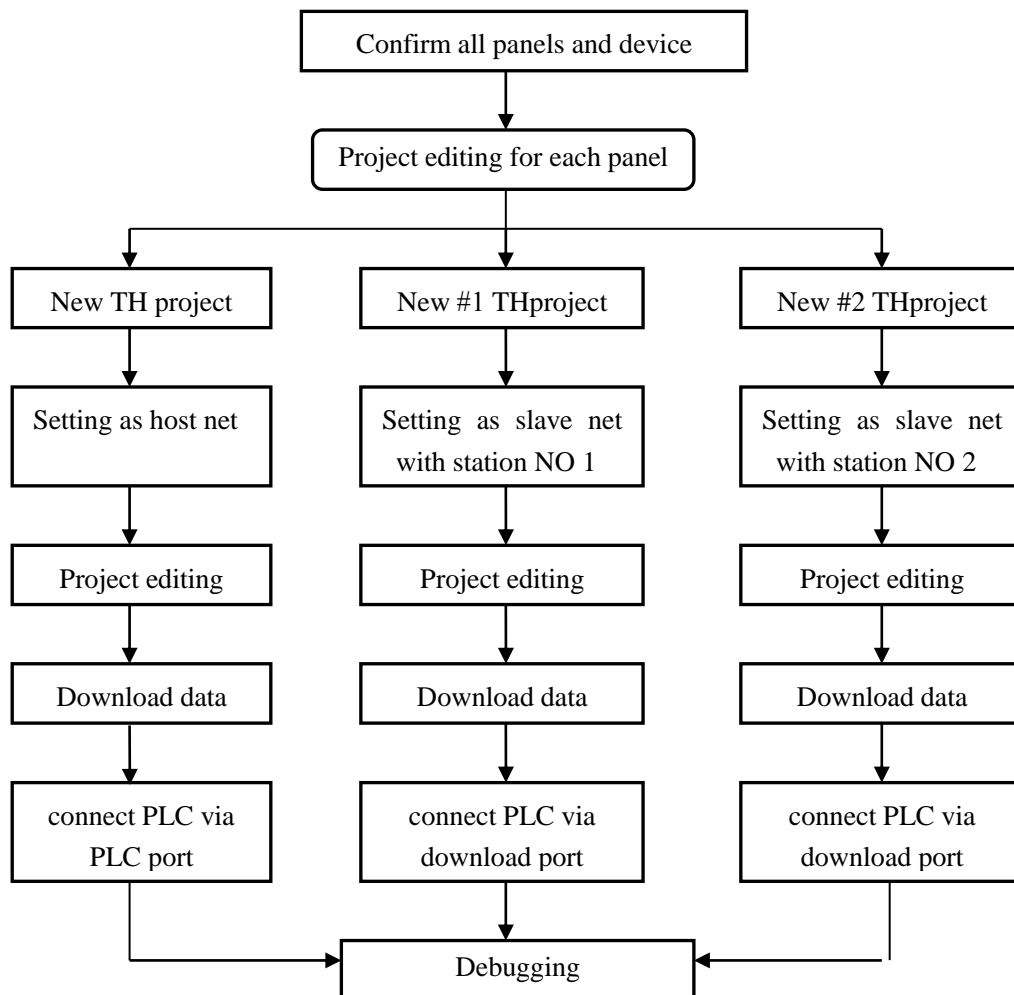 Confirm all panels and device
Project editing for each panel
New TH project
New #1 THproject
New #2 THproject
Setting as host net
Setting as slave net
with station NO 1
Setting as slave net
with station NO 2
Project editing
Project editing
Project editing
Download data
Download data
Download data
connect PLC via
PLC port
connect PLC via
download port
connect PLC via
download port
Debugging